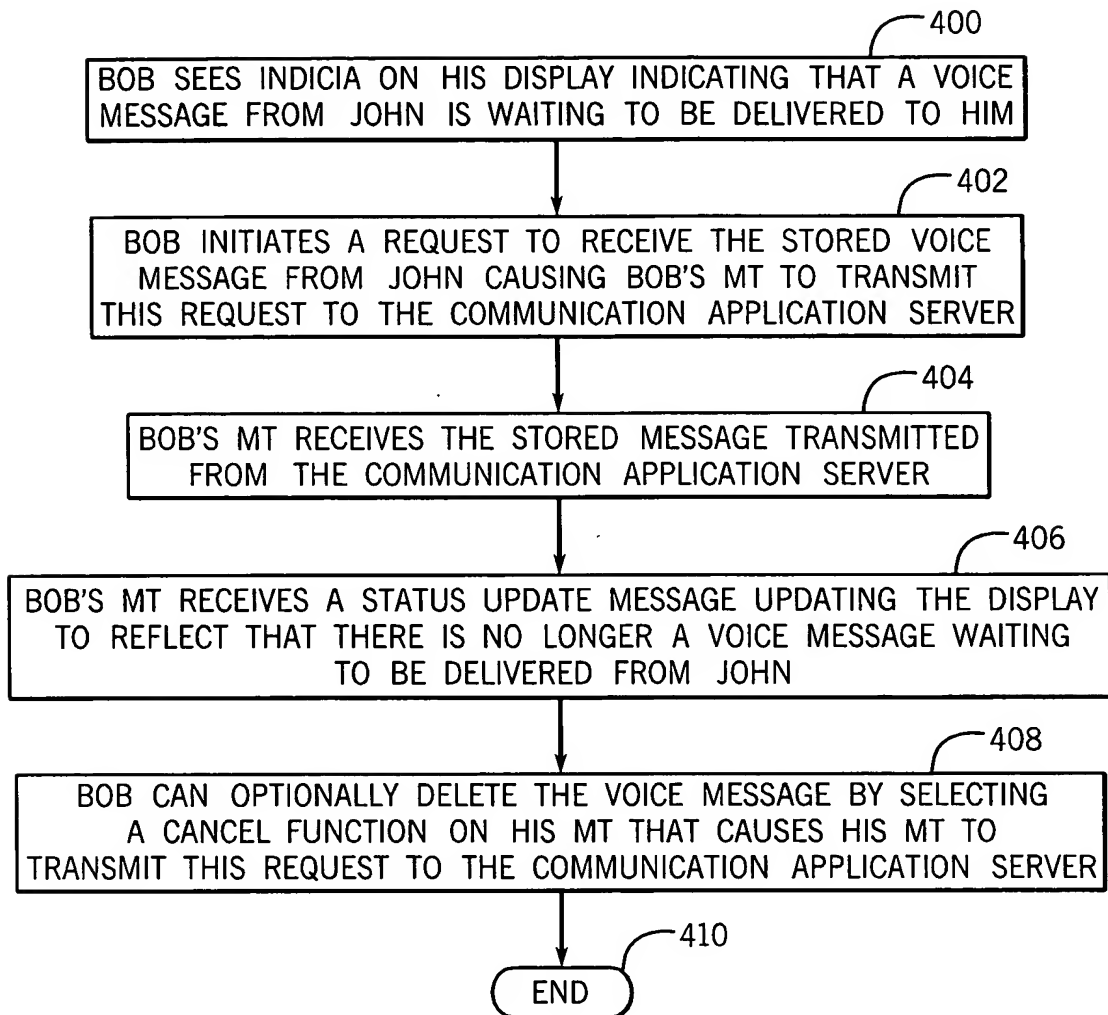 400
BOB SEES INDICIA ON HIS DISPLAY INDICATING THAT A VOICE
MESSAGE FROM JOHN IS WAITING TO BE DELIVERED TO HIM
402
BOB INITIATES A REQUEST TO RECEIVE THE STORED VOICE
MESSAGE FROM JOHN CAUSING BOB'S MT TO TRANSMIT
THIS REQUEST TO THE COMMUNICATION APPLICATION SERVER
404
BOB'S MT RECEIVES THE STORED MESSAGE TRANSMITTED
FROM THE COMMUNICATION APPLICATION SERVER
406
BOB'S MT RECEIVES A STATUS UPDATE MESSAGE UPDATING THE DISPLAY
TO REFLECT THAT THERE IS NO LONGER A VOICE MESSAGE WAITING
TO BE DELIVERED FROM JOHN
408
BOB CAN OPTIONALLY DELETE THE VOICE MESSAGE BY SELECTING
A CANCEL FUNCTION ON HIS MT THAT CAUSES HIS MT TO
TRANSMIT THIS REQUEST TO THE COMMUNICATION APPLICATION SERVER
410
END